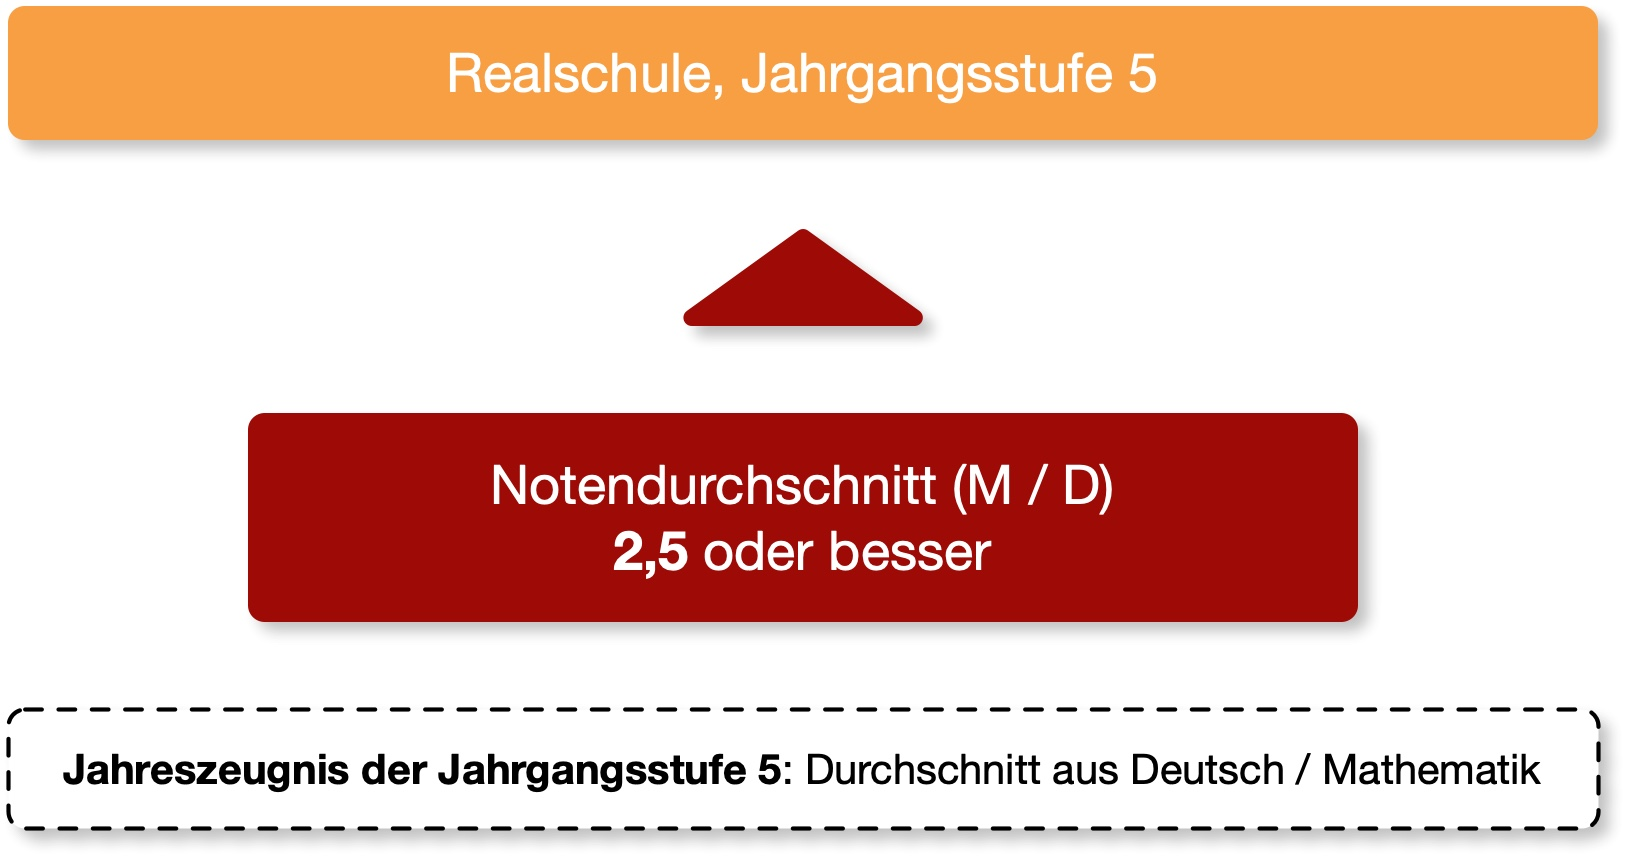 Realschule, Jahrgangsstufe 5
Notendurchschnitt (M / D)
2,5 oder besser
Jahreszeugnis der Jahrgangsstufe 5: Durchschnitt aus Deutsch / Mathematik